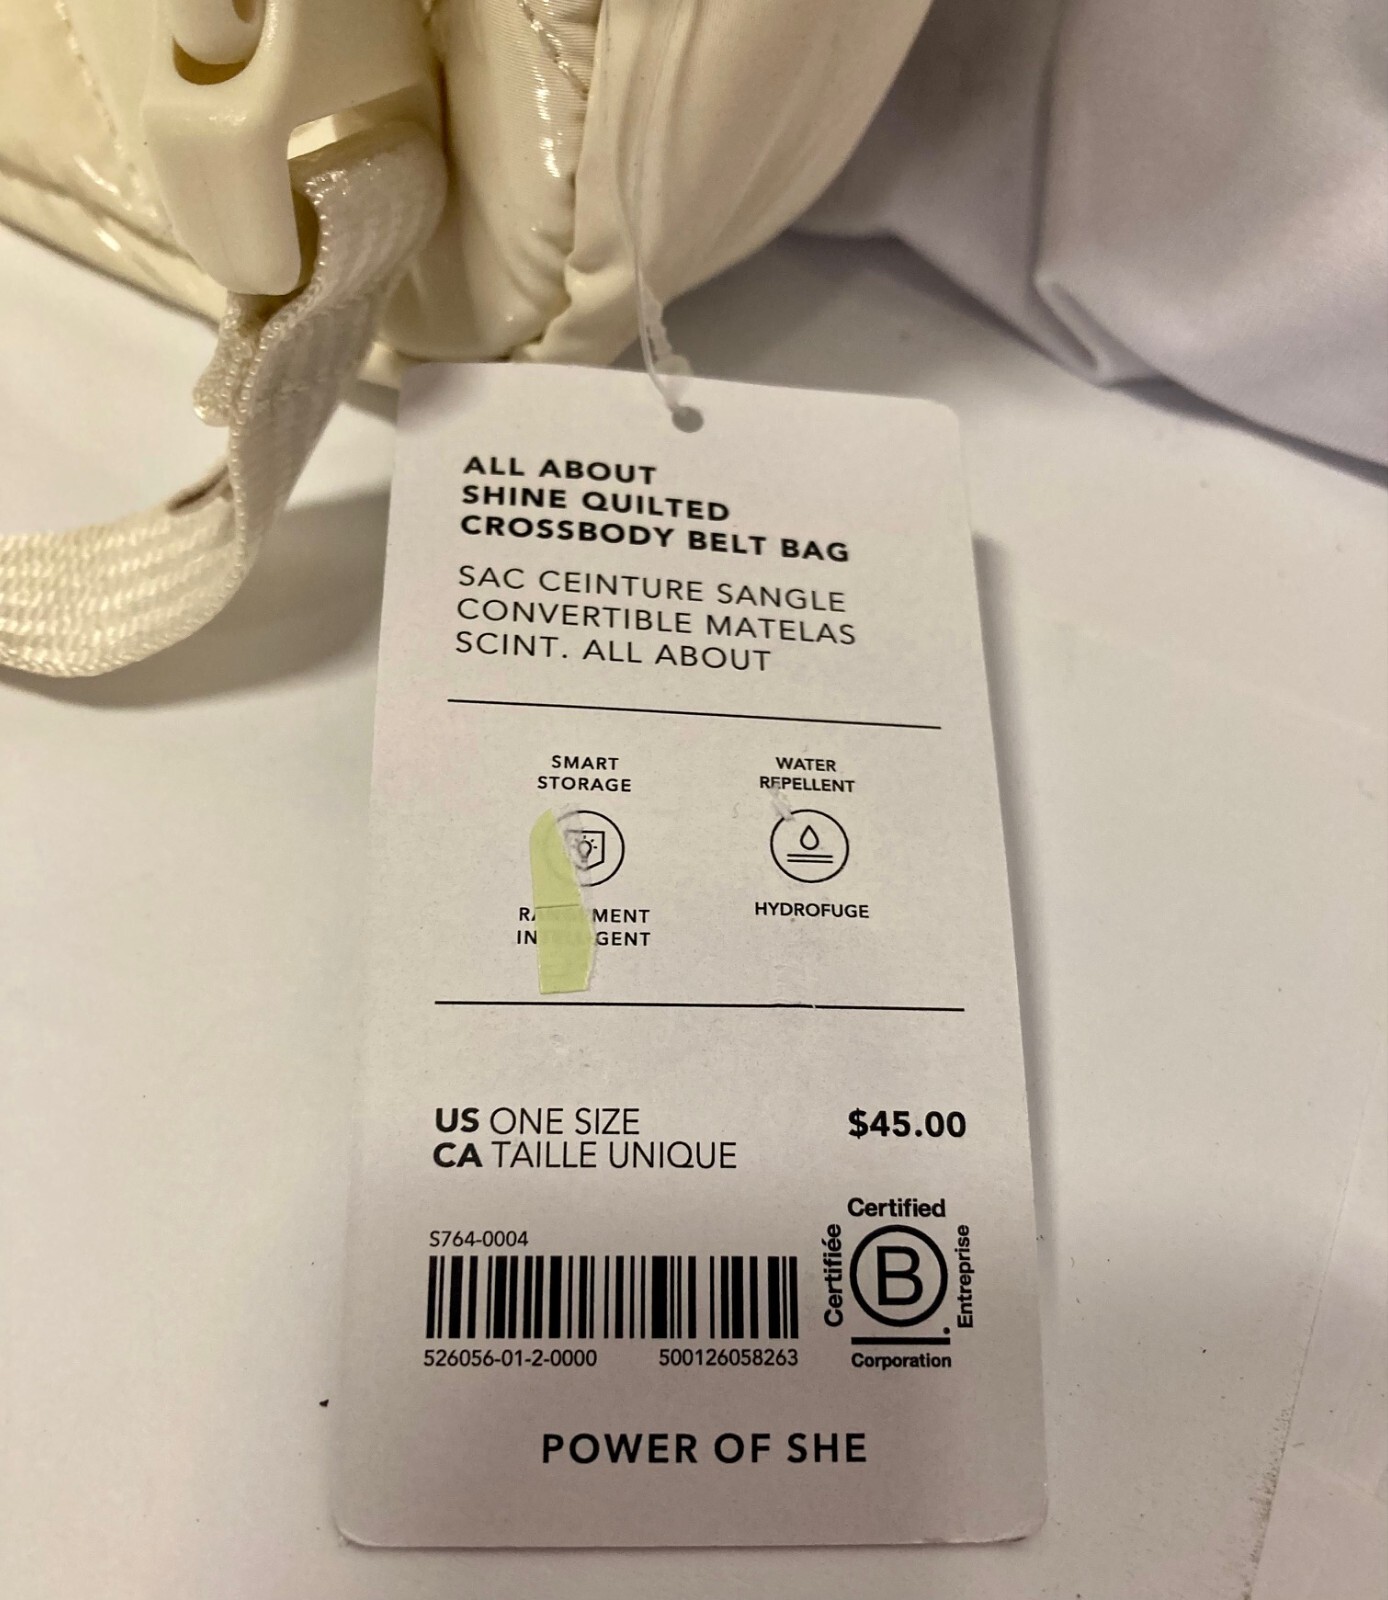 ALL ABOUT
SHINE QUILTED
CROSSBODY BELT BAG
SAC CEINTURE SANGLE
CONVERTIBLE MATELAS
SCINT. ALL ABOUT
SMART
STORAGE
WATER
REPELLENT
HYDROFUGE
US ONE SIZE
CA TAILLE UNIQUE
$45.00
S764-0004
526056-01-2-0000 500126058263
Certified
Certifiée
B
Entreprise
Corporation
POWER OF SHE